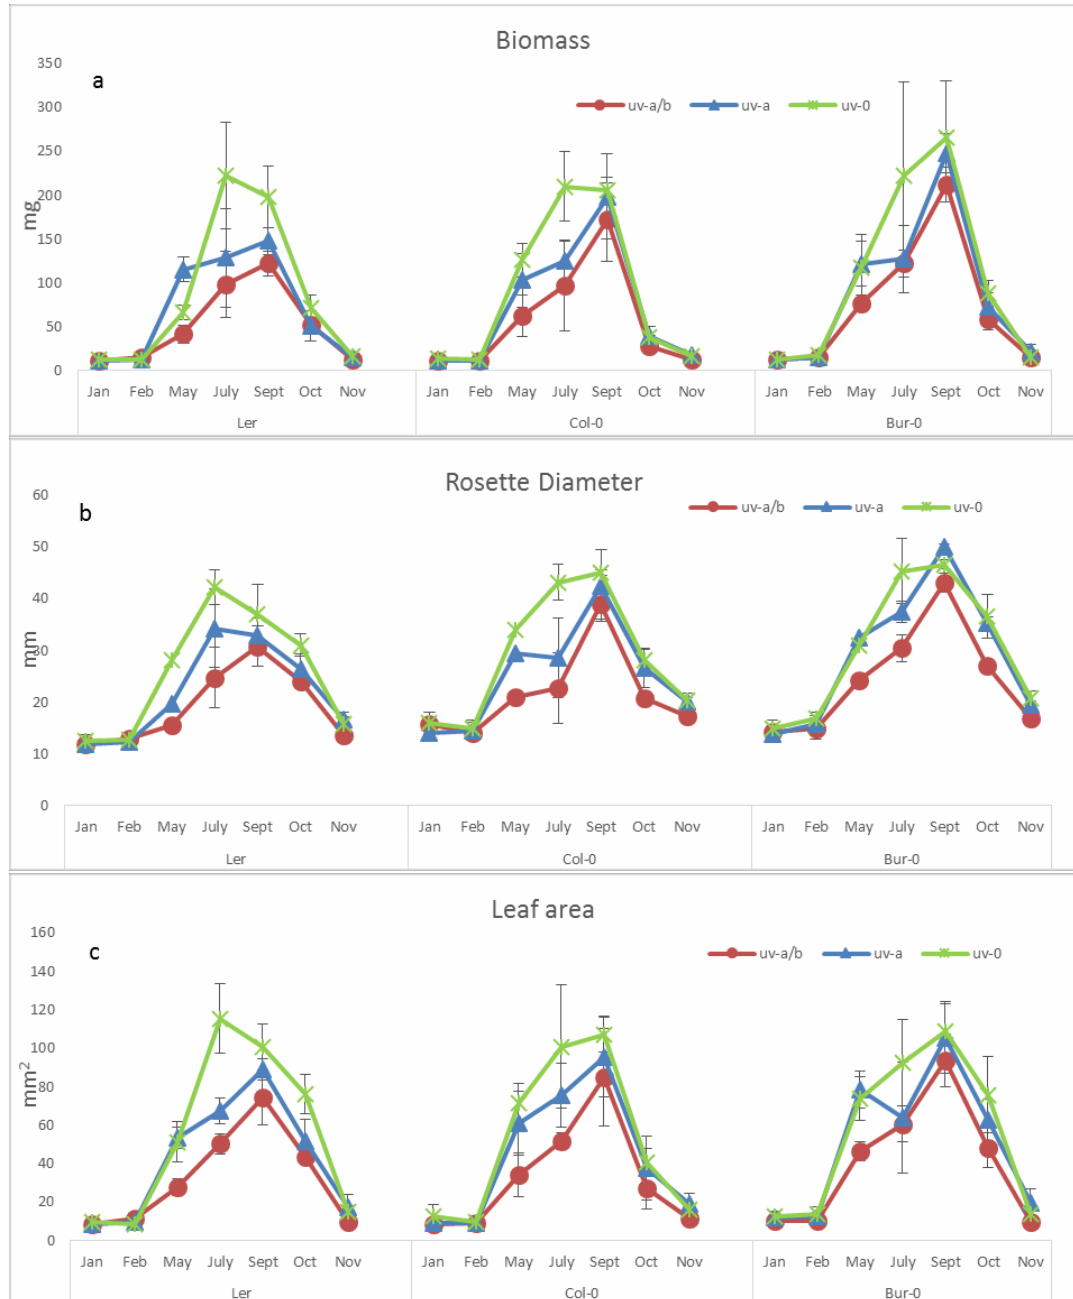 Biomass
a
350
300
250
200
150
100
50
0
mg
uv-a/b uv-a uv-0
Jan Feb May July Sept Oct Nov Jan Feb May July Sept Oct Nov Jan Feb May July Sept Oct Nov
Ler Col-0 Bur-0
Rosette Diameter
b
60
50
40
30
20
10
0
mm
uv-a/b uv-a uv-0
Jan Feb May July Sept Oct Nov Jan Feb May July Sept Oct Nov Jan Feb May July Sept Oct Nov
Ler Col-0 Bur-0
Leaf area
c
160
140
120
100
80
60
40
20
0
mm²
uv-a/b uv-a uv-0
Jan Feb May July Sept Oct Nov Jan Feb May July Sept Oct Nov Jan Feb May July Sept Oct Nov
Ler Col-0 Bur-0